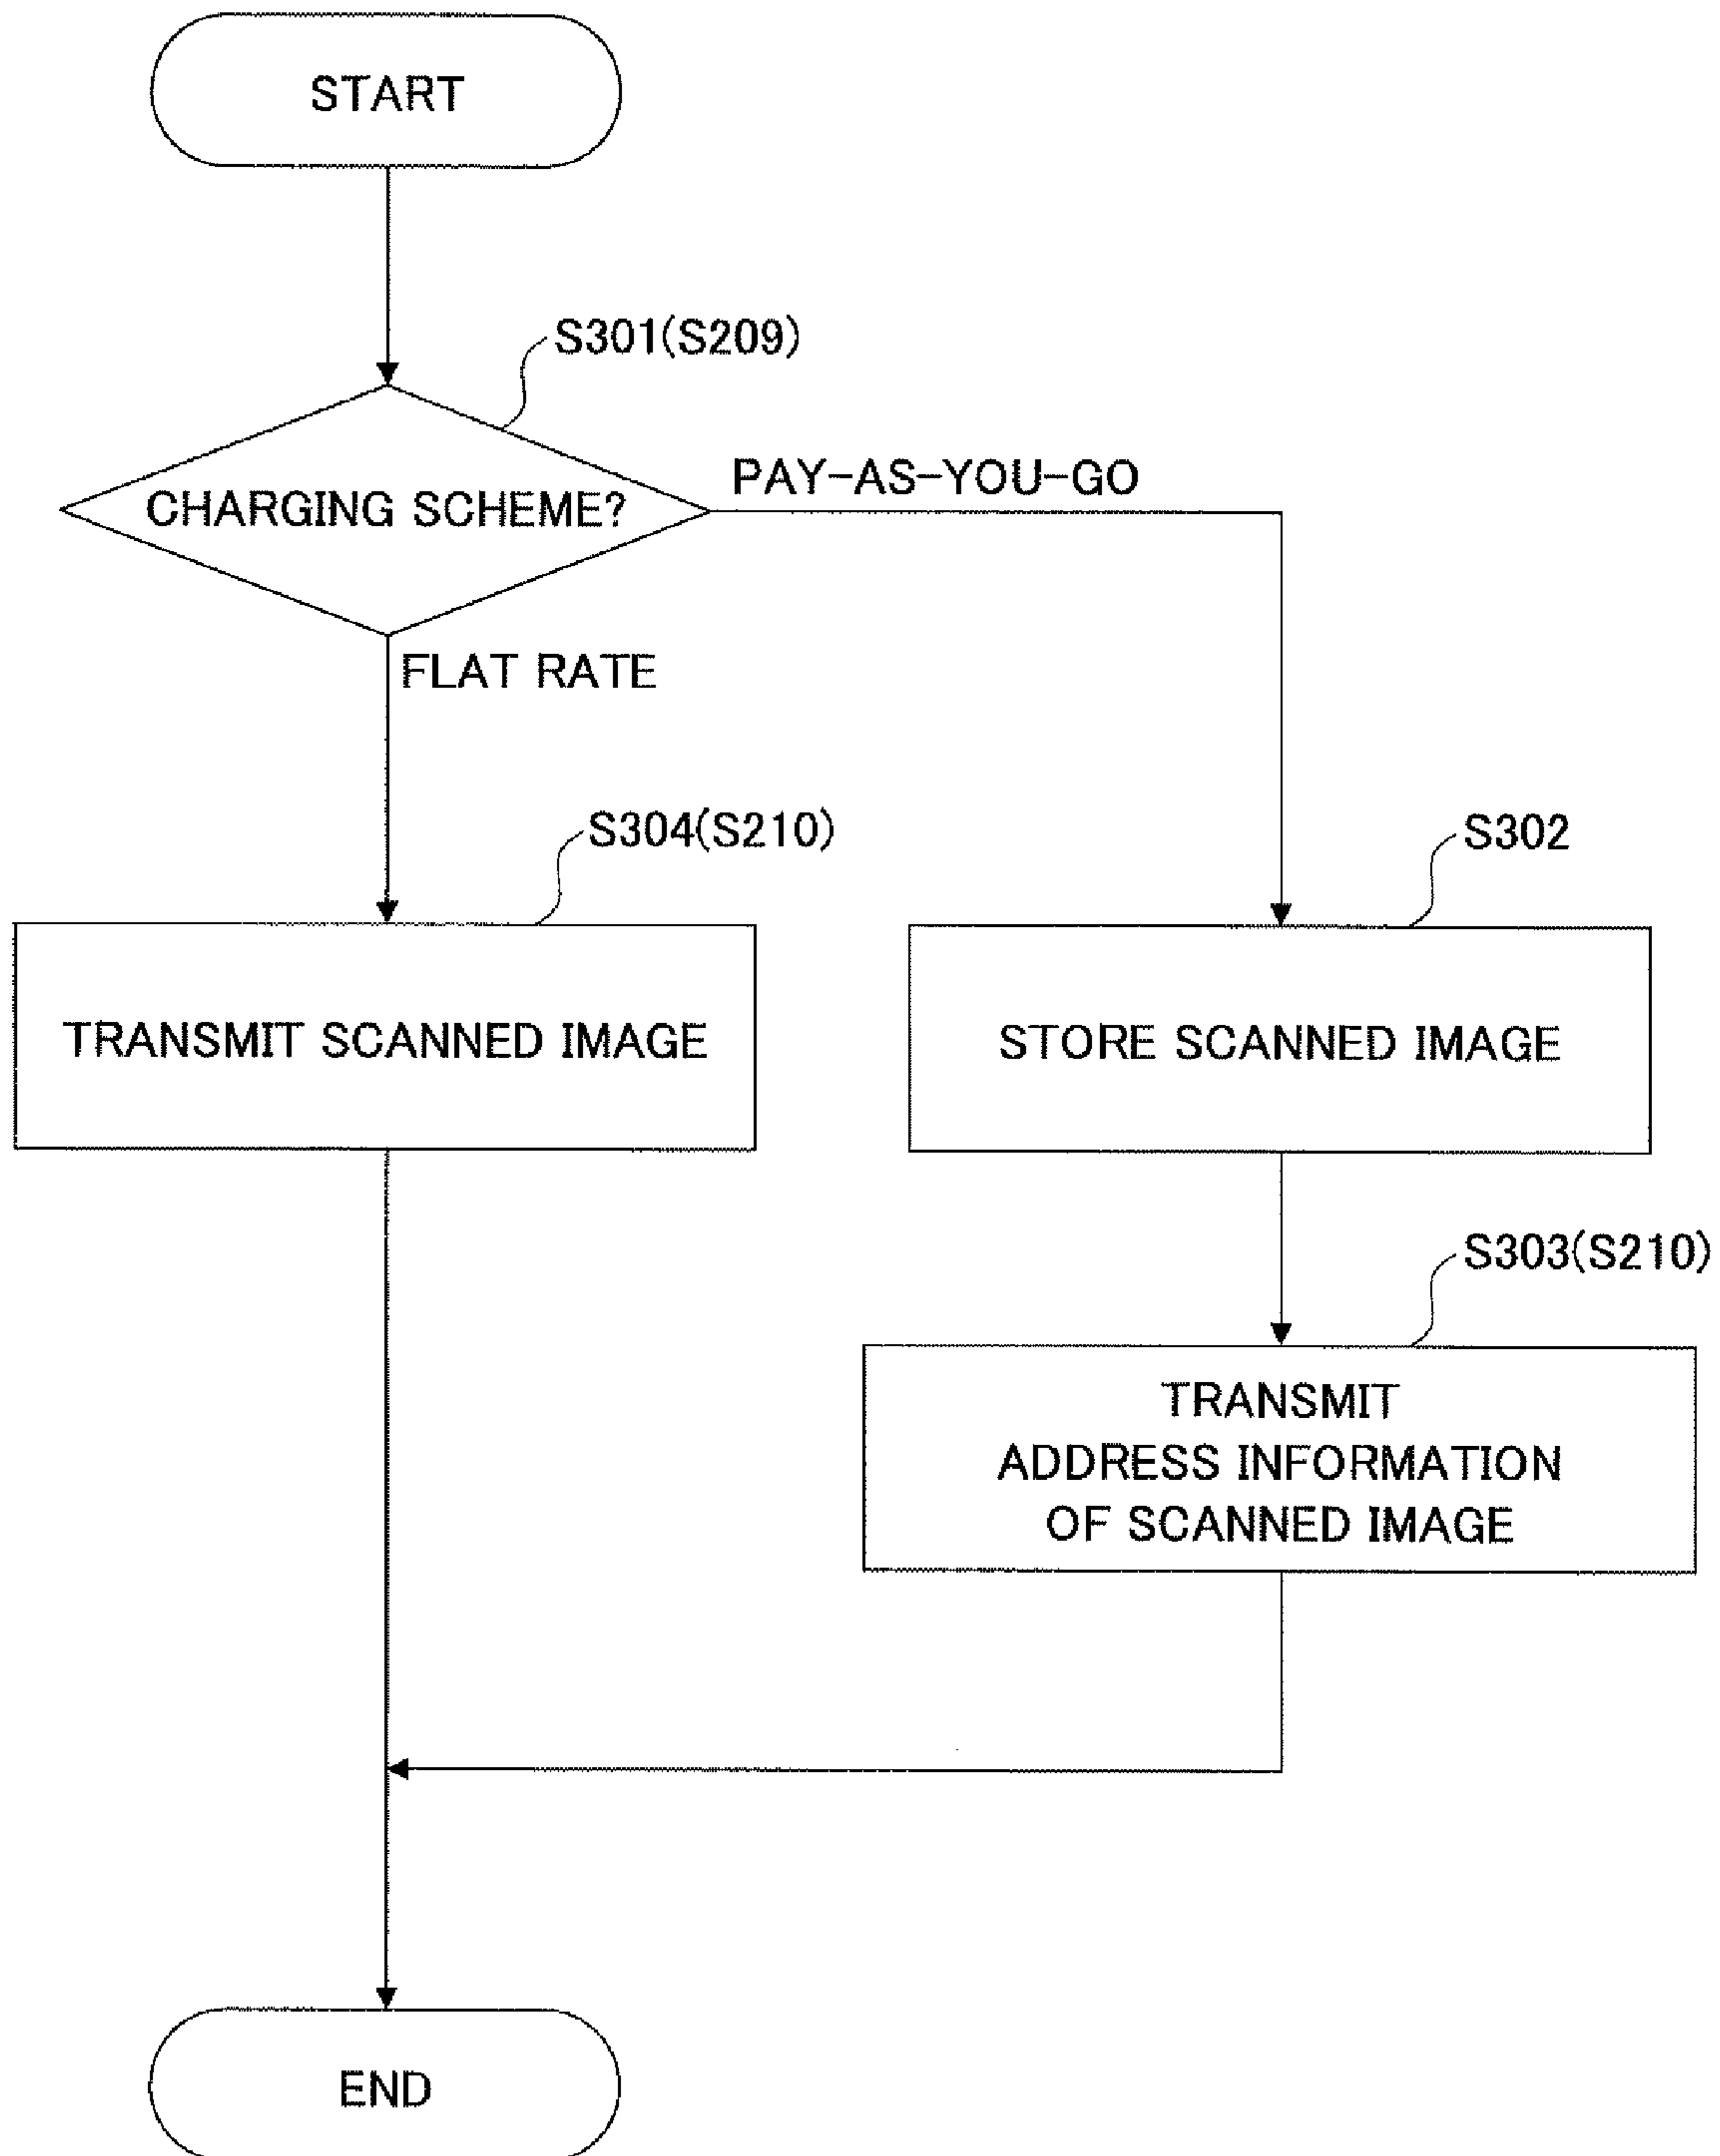 START
S301(S209)
CHARGING SCHEME?
PAY-AS-YOU-GO
FLAT RATE
S304(S210)
S302
TRANSMIT SCANNED IMAGE
STORE SCANNED IMAGE
S303(S210)
TRANSMIT
ADDRESS INFORMATION
OF SCANNED IMAGE
END